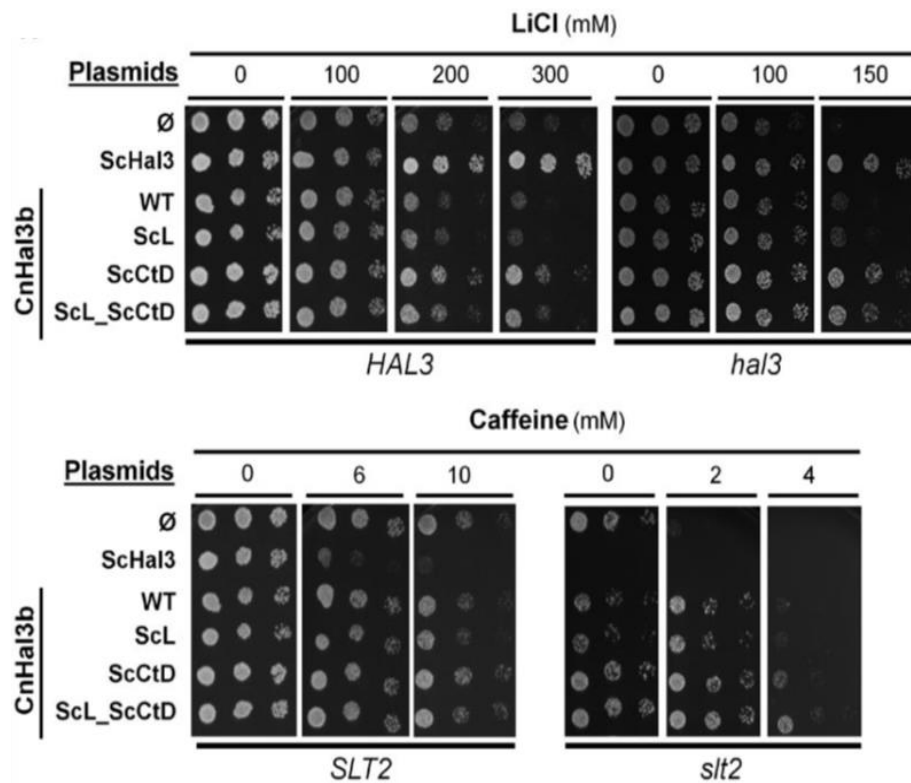 LiCl (mM)
Plasmids 0 100 200 300 0 100 150
Ø
ScHal3
WT
ScL
ScCtD
ScL_ScCtD
CnHal3b
HAL3 hal3
Caffeine (mM)
Plasmids 0 6 10 0 2 4
Ø
ScHal3
WT
ScL
ScCtD
ScL_ScCtD
CnHal3b
SLT2 slt2